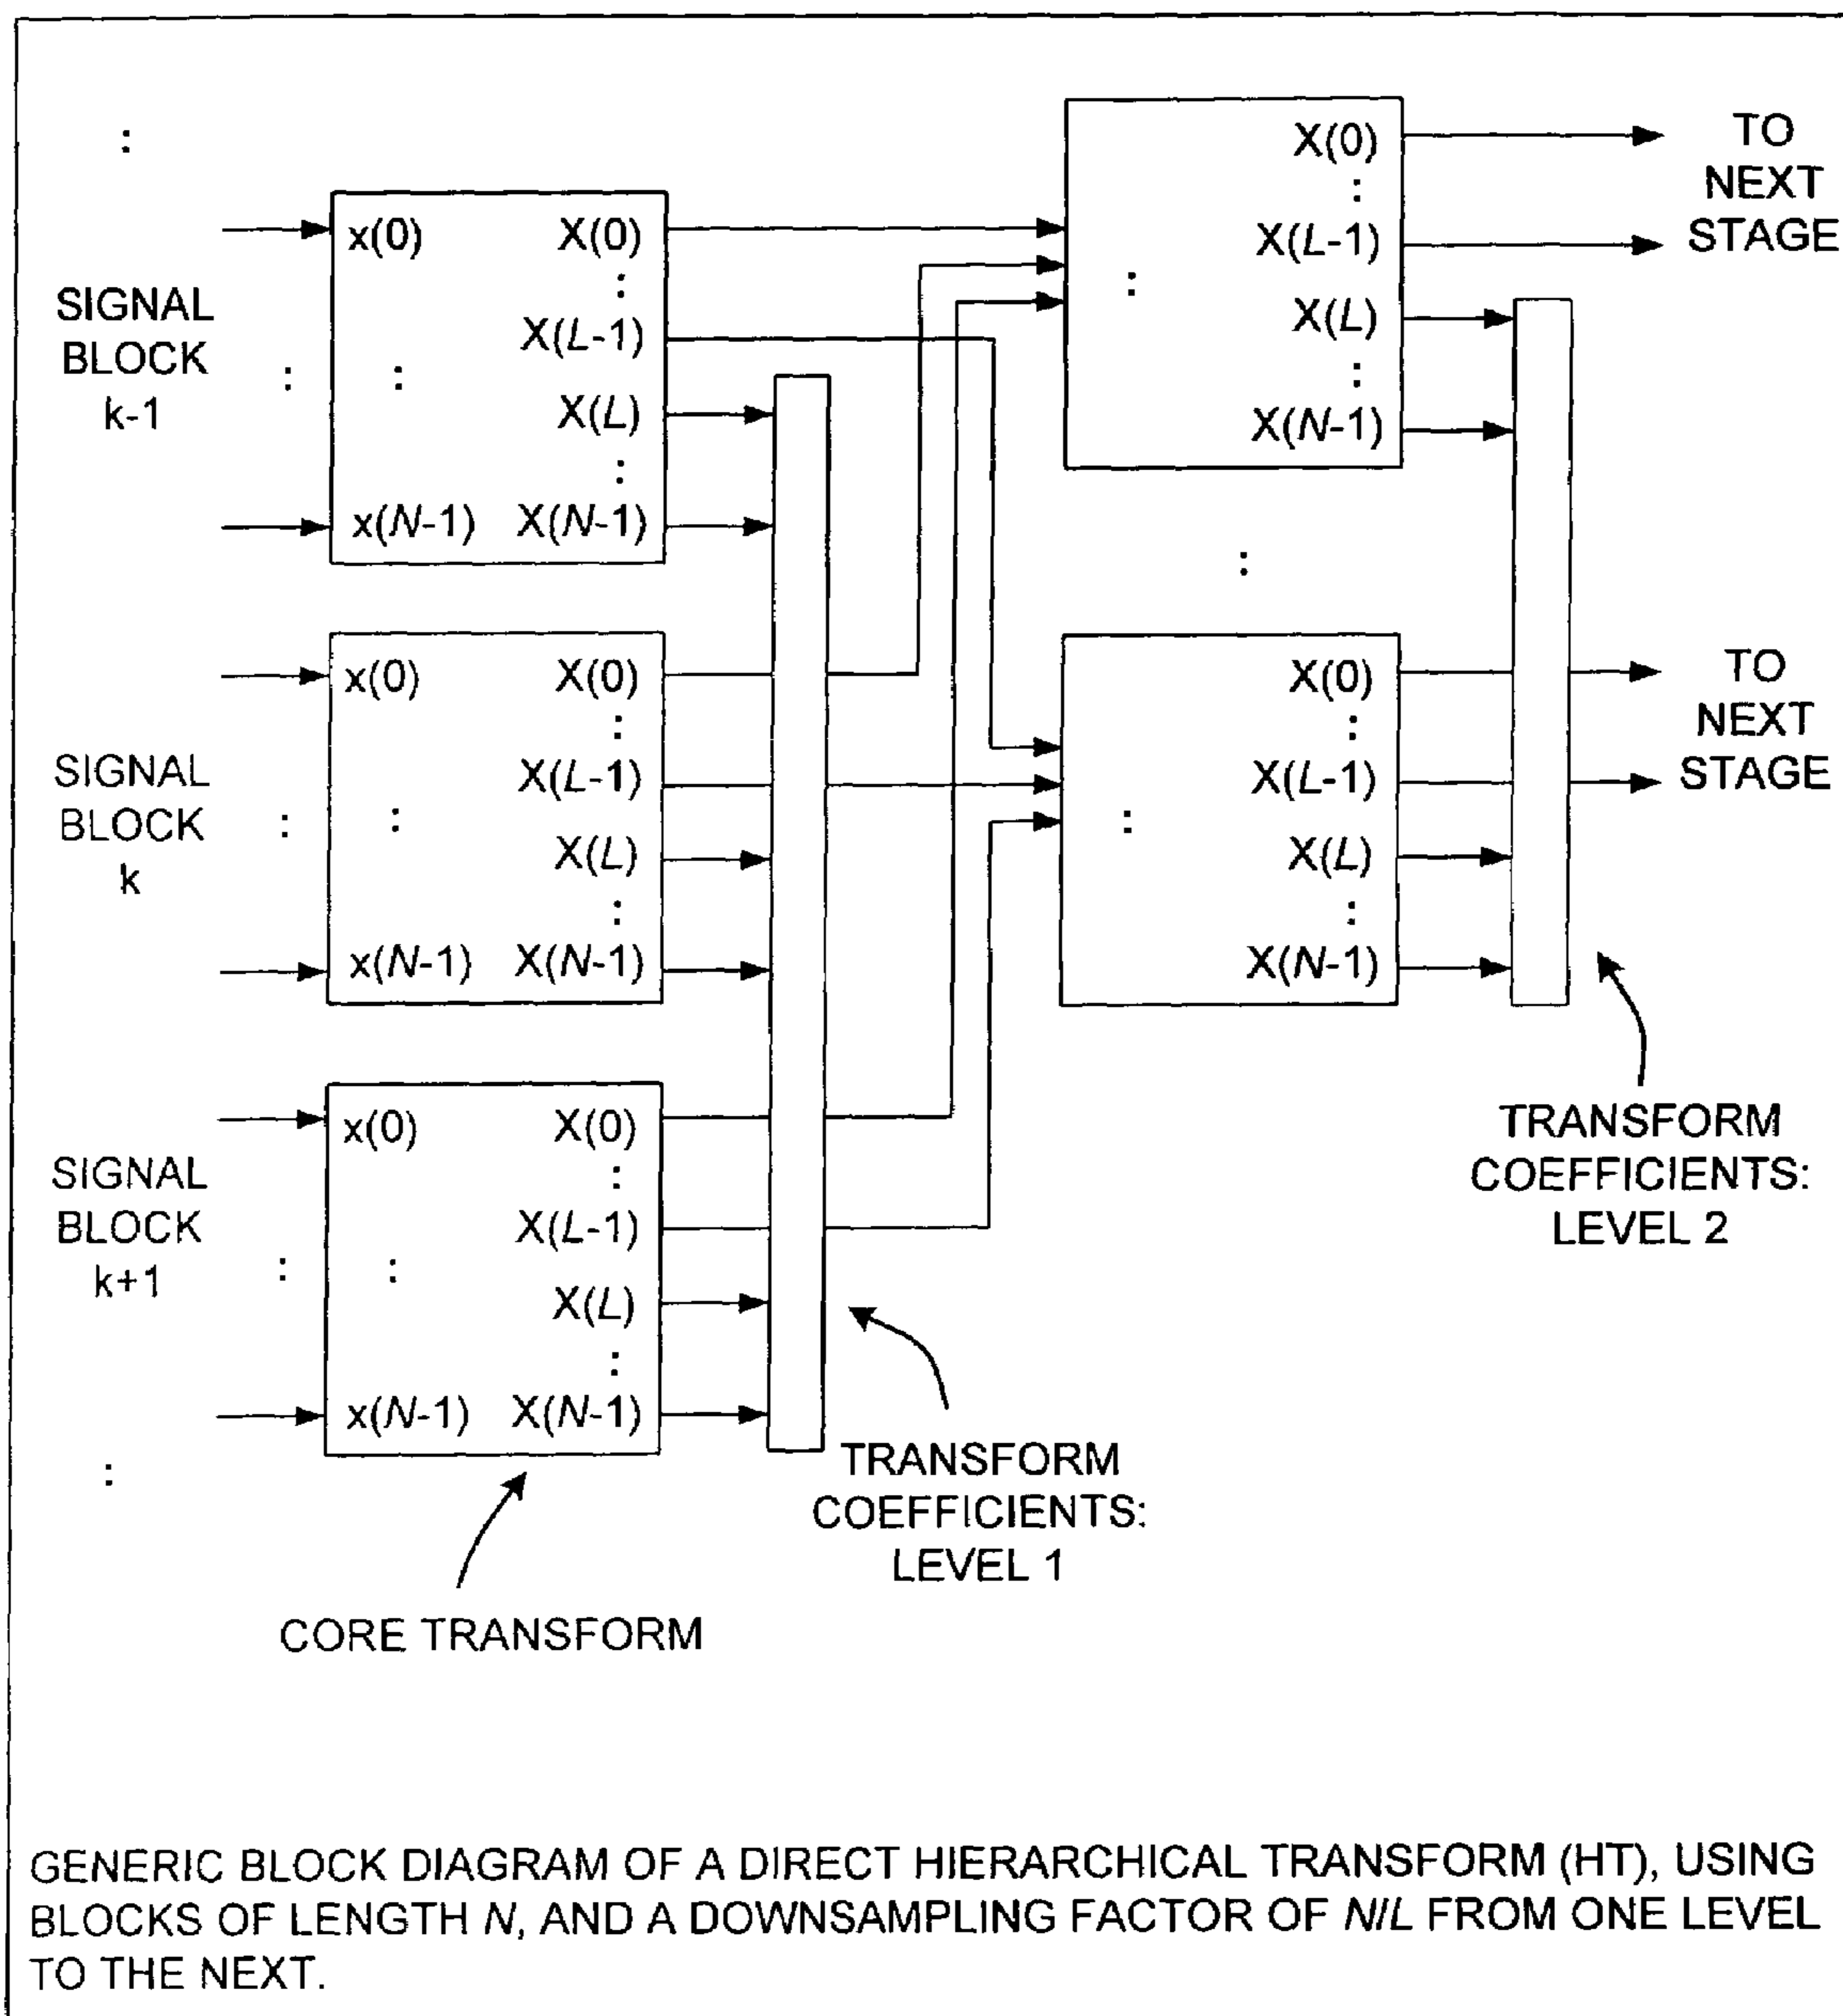 SIGNAL
BLOCK
k-1
x(0) X(0)
:
X(L-1)
: :
X(L)
:
x(N-1) X(N-1)
:
SIGNAL
BLOCK
k
x(0) X(0)
:
X(L-1)
: :
X(L)
:
x(N-1) X(N-1)
SIGNAL
BLOCK
k+1
x(0) X(0)
:
X(L-1)
: :
X(L)
:
x(N-1) X(N-1)
:
CORE TRANSFORM
TRANSFORM
COEFFICIENTS:
LEVEL 1
X(0)
:
X(L-1)
:
X(L)
:
X(N-1)
TO
NEXT
STAGE
:
X(0)
:
X(L-1)
:
X(L)
:
X(N-1)
TO
NEXT
STAGE
TRANSFORM
COEFFICIENTS:
LEVEL 2
GENERIC BLOCK DIAGRAM OF A DIRECT HIERARCHICAL TRANSFORM (HT), USING
BLOCKS OF LENGTH N, AND A DOWNSAMPLING FACTOR OF N/L FROM ONE LEVEL
TO THE NEXT.